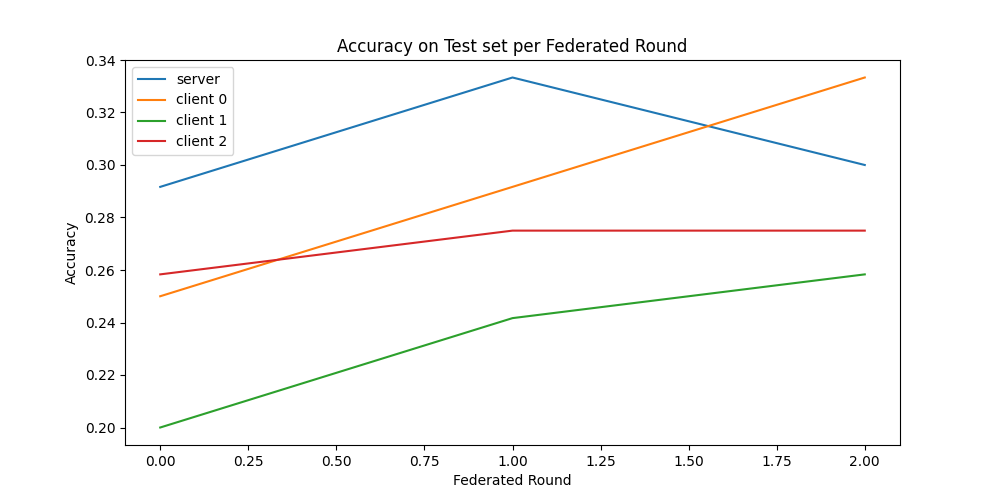 Accuracy on Test set per Federated Round
0.34
0.32
0.30
0.28
0.26
0.24
0.22
0.20
Accuracy
server
client 0
client 1
client 2
0.00 0.25 0.50 0.75 1.00 1.25 1.50 1.75 2.00
Federated Round